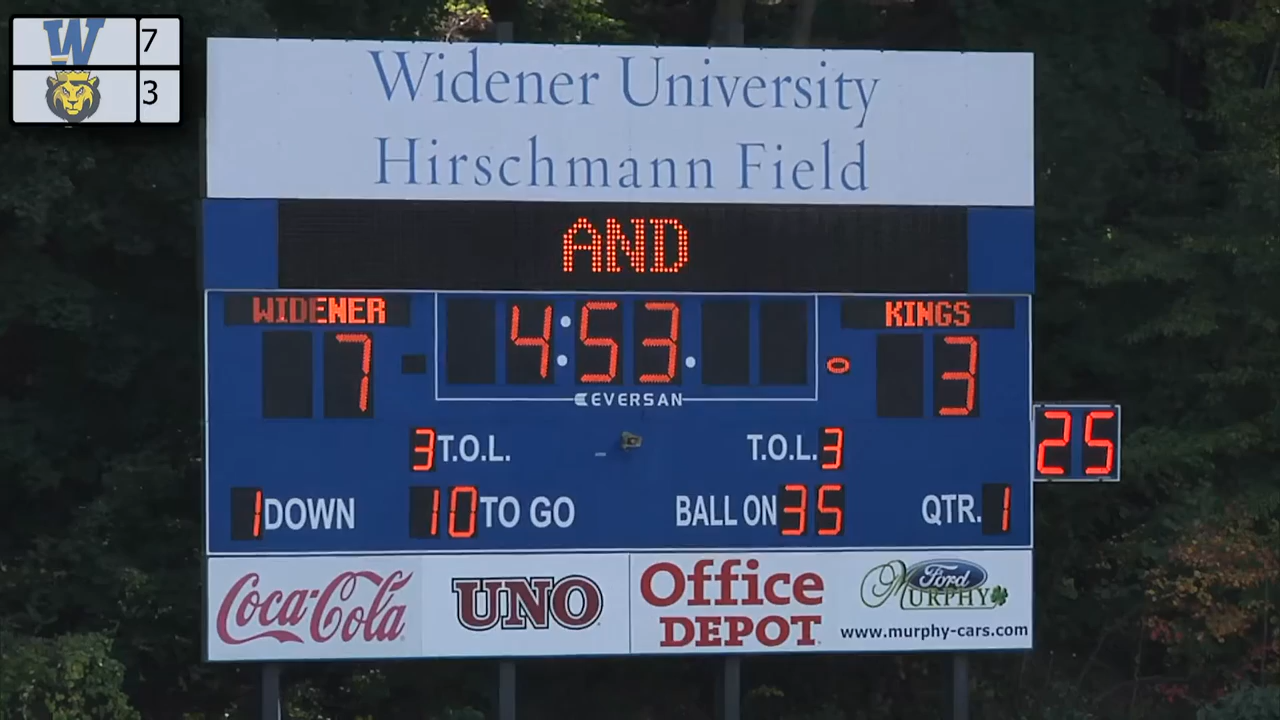 W 7
3
Widener University
Hirschmann Field
AND
WIDENER 4:53. KINGS
7 0 3
EVERSAN
3 T.O.L. T.O.L. 3
25
1 DOWN 10 TO GO BALL ON 35 QTR. 1
Coca-Cola UNO Office DEPOT Murphy Ford
www.murphy-cars.com